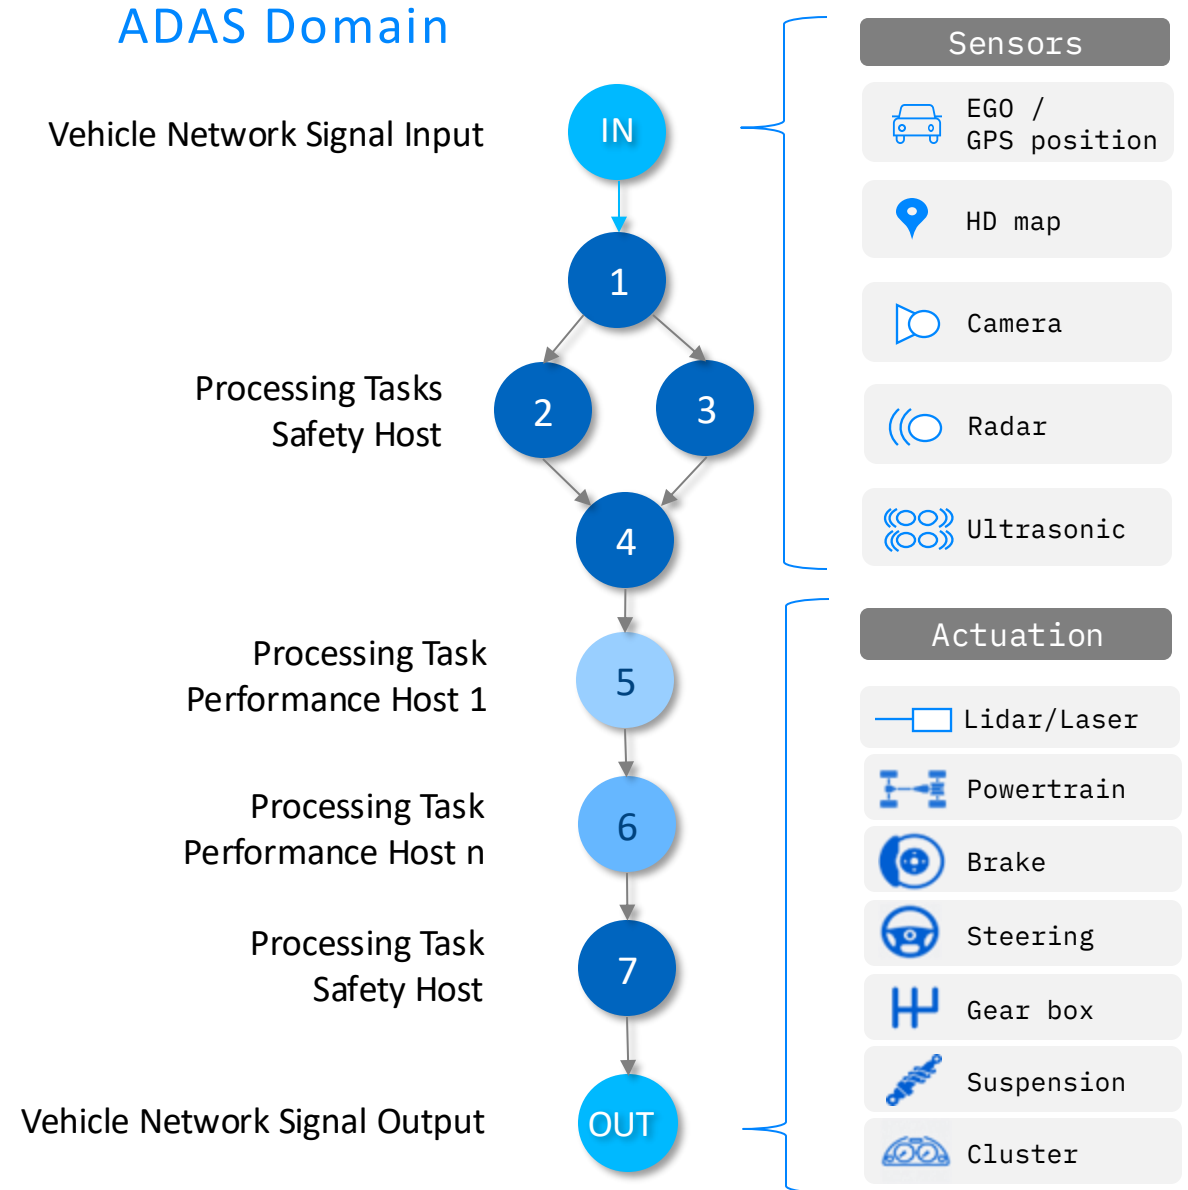 ADAS Domain
Vehicle Network Signal Input
IN
1
Processing Tasks
Safety Host
2
3
4
Processing Task
Performance Host 1
5
Processing Task
Performance Host n
6
Processing Task
Safety Host
7
Vehicle Network Signal Output
OUT
Sensors
EGO /
GPS position
HD map
Camera
Radar
Ultrasonic
Actuation
Lidar/Laser
Powertrain
Brake
Steering
Gear box
Suspension
Cluster